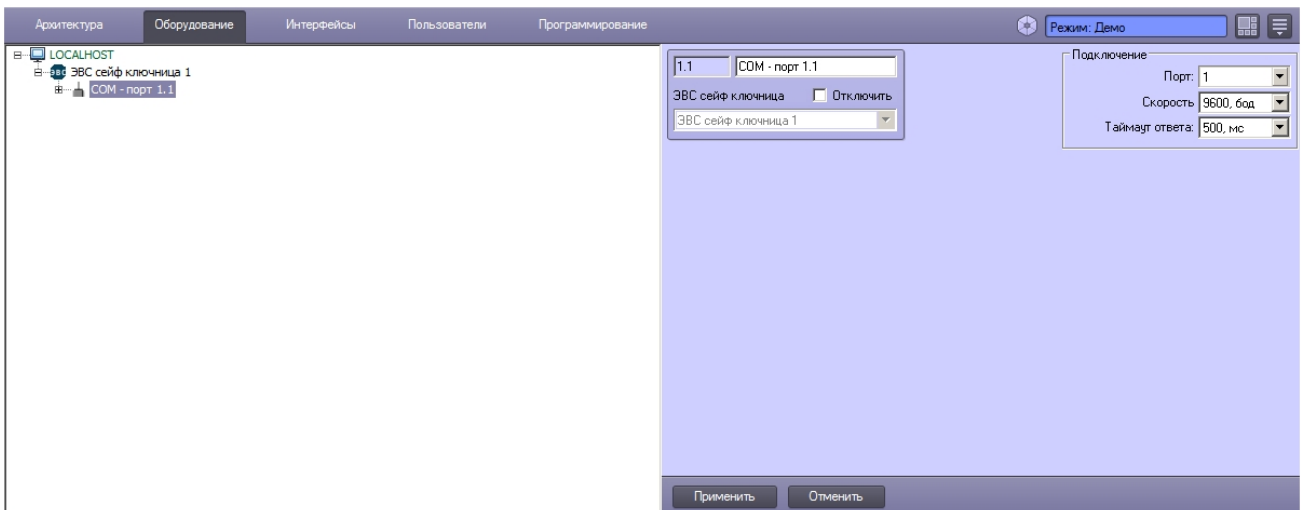 Архитектура Оборудование Интерфейсы Пользователи Программирование Режим: Демо
LOCALHOST
ЭВС ЭВС сейф ключница 1
COM - порт 1.1
1.1 COM - порт 1.1
ЭВС сейф ключница Отключить
ЭВС сейф ключница 1
Подключение
Порт: 1
Скорость 9600, бод
Таймаут ответа: 500, мс
Применить Отменить